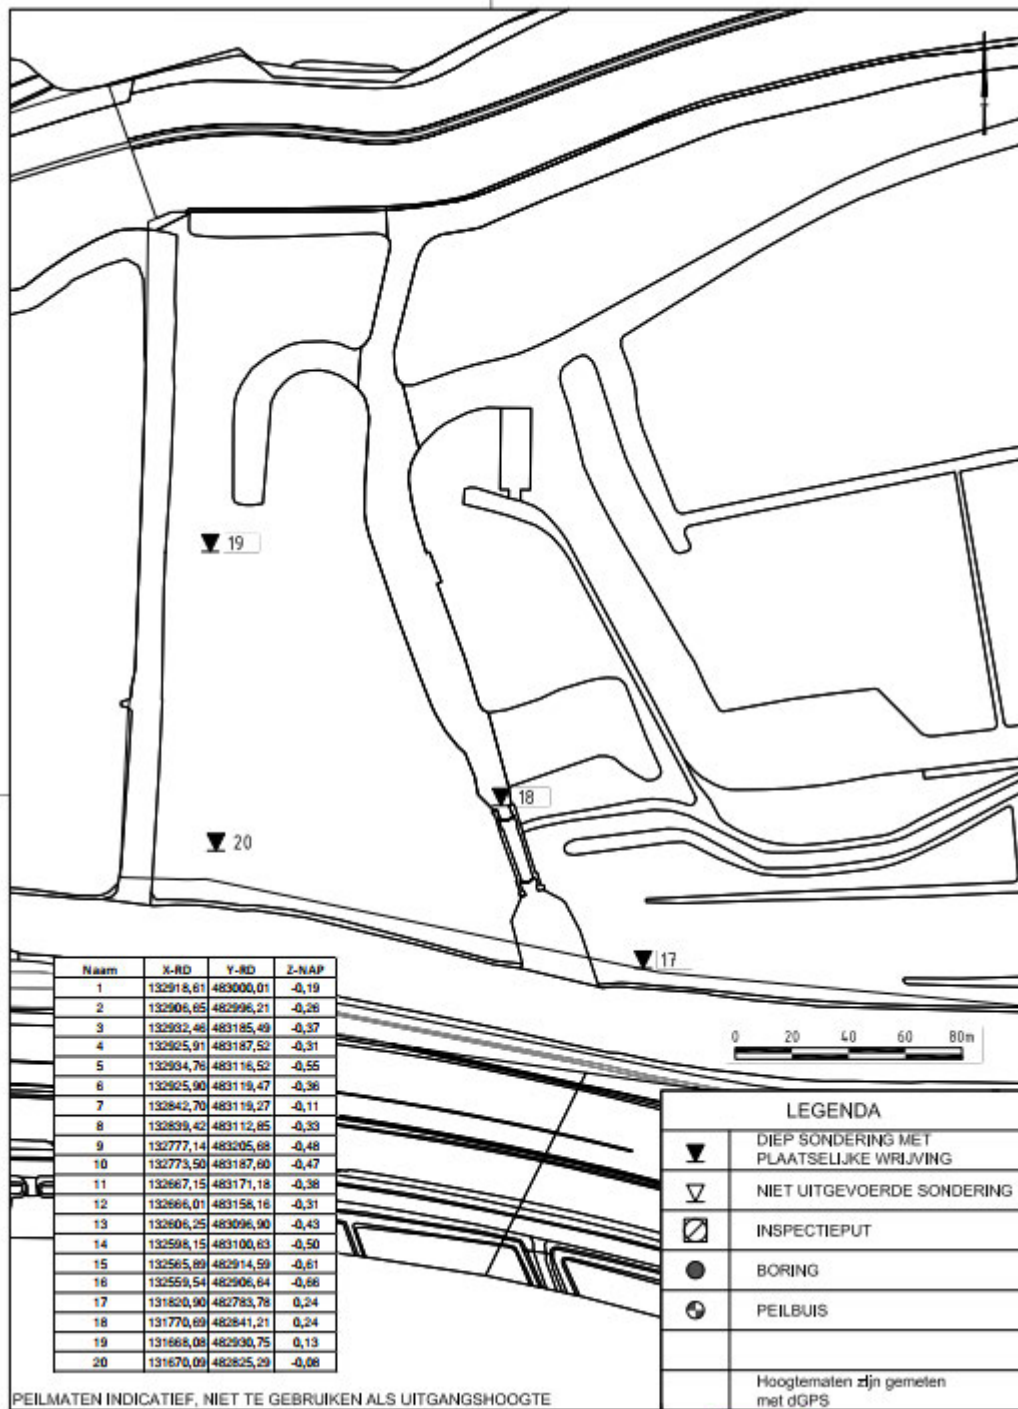 19
18
20
17
Naam X-RD Y-RD Z-NAP
1 132918,61 483000,01 -0,19
2 132906,65 482996,21 -0,26
3 132932,46 483185,49 -0,37
4 132925,91 483187,52 -0,31
5 132934,76 483116,52 -0,55
6 132925,90 483119,47 -0,36
7 132842,70 483119,27 -0,11
8 132839,42 483112,85 -0,33
9 132777,14 483205,68 -0,48
10 132773,50 483187,60 -0,47
11 132667,15 483171,18 -0,38
12 132666,01 483158,16 -0,31
13 132606,25 483096,90 -0,43
14 132598,15 483100,63 -0,50
15 132565,89 482914,59 -0,61
16 132559,54 482906,64 -0,66
17 131820,90 482783,78 0,24
18 131770,69 482841,21 0,24
19 131668,08 482930,75 0,13
20 131670,09 482825,29 -0,08
0 20 40 60 80m
LEGENDA
DIEP SONDERING MET
PLAATSELIJKE WRIJVING
NIET UITGEVOERDE SONDERING
INSPECTIEPUT
BORING
PEILBUIS
Hoogtematen zijn gemeten
met dGPS
PEILMATEN INDICATIEF, NIET TE GEBRUIKEN ALS UITGANGSHOOGTE